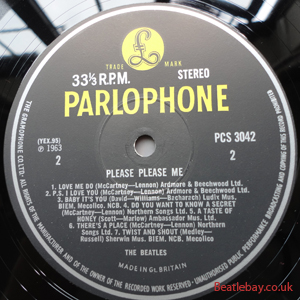 £
TRADE MARK
33⅓ R.P.M. STEREO
PARLOPHONE
(YEX.95)
℗ 1963
2
PCS 3042
2
PLEASE PLEASE ME
1. LOVE ME DO (McCartney—Lennon) Ardmore & Beechwood Ltd.
2. P.S. I LOVE YOU (McCartney—Lennon) Ardmore & Beechwood Ltd.
3. BABY IT'S YOU (David—Williams—Bacharach) Ludix Mus,
BIEM, Mecolico, NCB. 4. DO YOU WANT TO KNOW A SECRET
(McCartney—Lennon) Northern Songs Ltd. 5. A TASTE OF
HONEY (Scott—Marlow) Ambassador Mus. Ltd.
6. THERE'S A PLACE (McCartney—Lennon) Northern
Songs Ltd. 7. TWIST AND SHOUT (Medley—
Russell) Sherwin Mus. BIEM, NCB, Mecolico
THE BEATLES
MADE IN GT. BRITAIN
THE GRAMOPHONE CO. LTD. ALL RIGHTS OF THE MANUFACTURER AND OF THE OWNER OF THE RECORDED WORK RESERVED UNAUTHORISED PUBLIC PERFORMANCE BROADCASTING AND COPYING OF THIS RECORD PROHIBITED
Beatlebay.co.uk